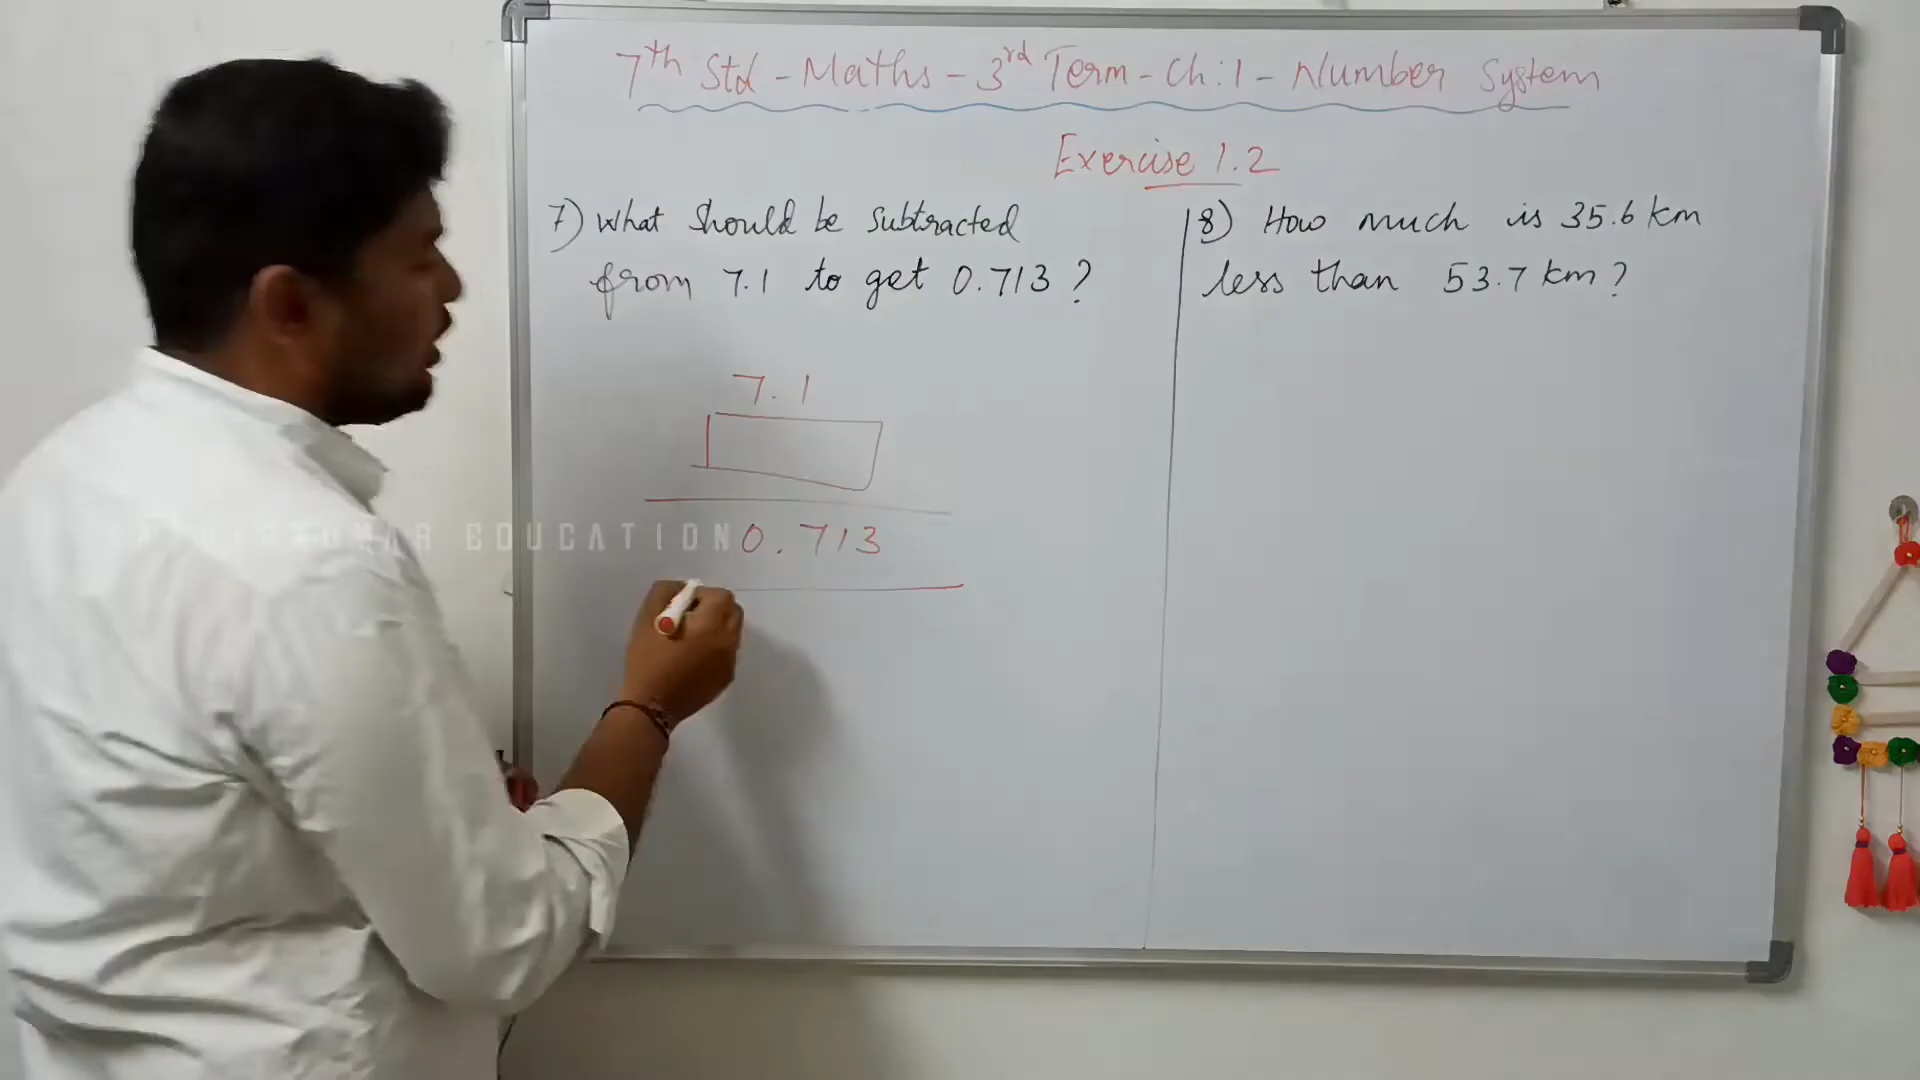 7th Std - Maths - 3rd Term - Ch:1 - Number System
Exercise 1.2
7) What should be subtracted
from 7.1 to get 0.713 ?
7.1
0.713
8) How much is 35.6 km
less than 53.7 km ?
EDUCATION